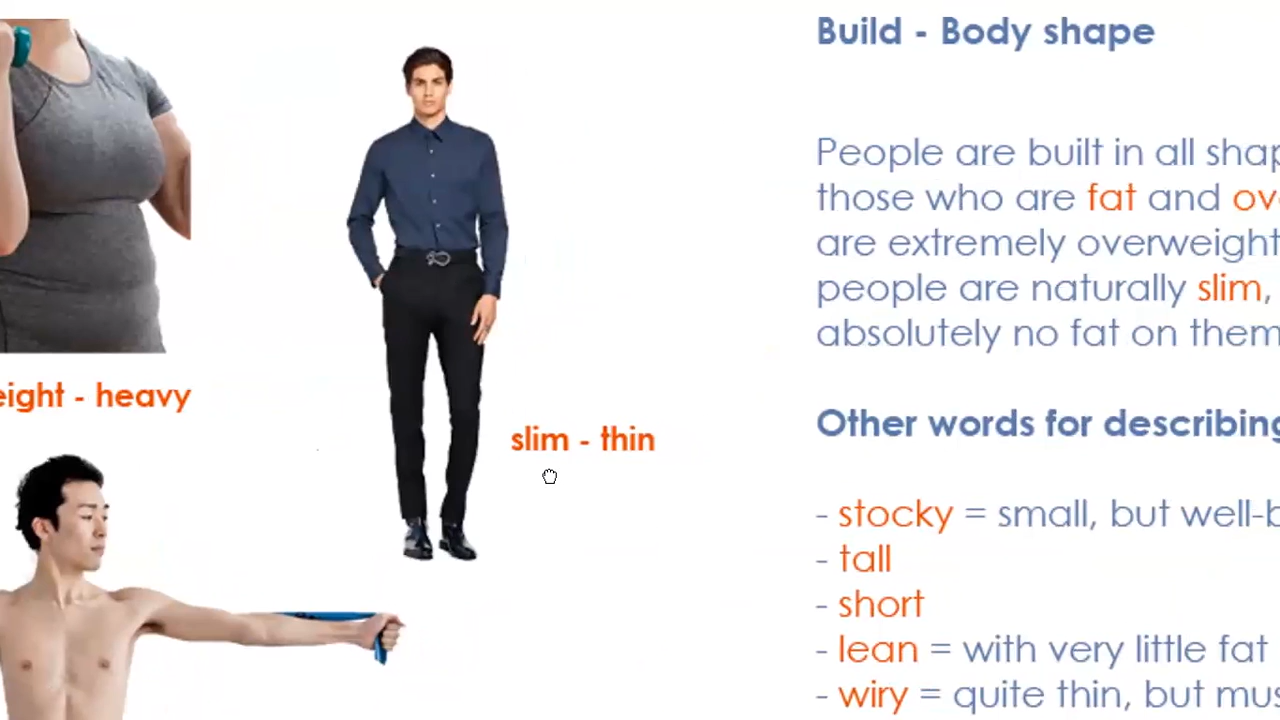 Build - Body shape
People are built in all shap
those who are fat and ov
are extremely overweight
people are naturally slim,
absolutely no fat on them
eight - heavy
slim - thin
Other words for describing
- stocky = small, but well-b
- tall
- short
- lean = with very little fat
- wiry = quite thin, but mus